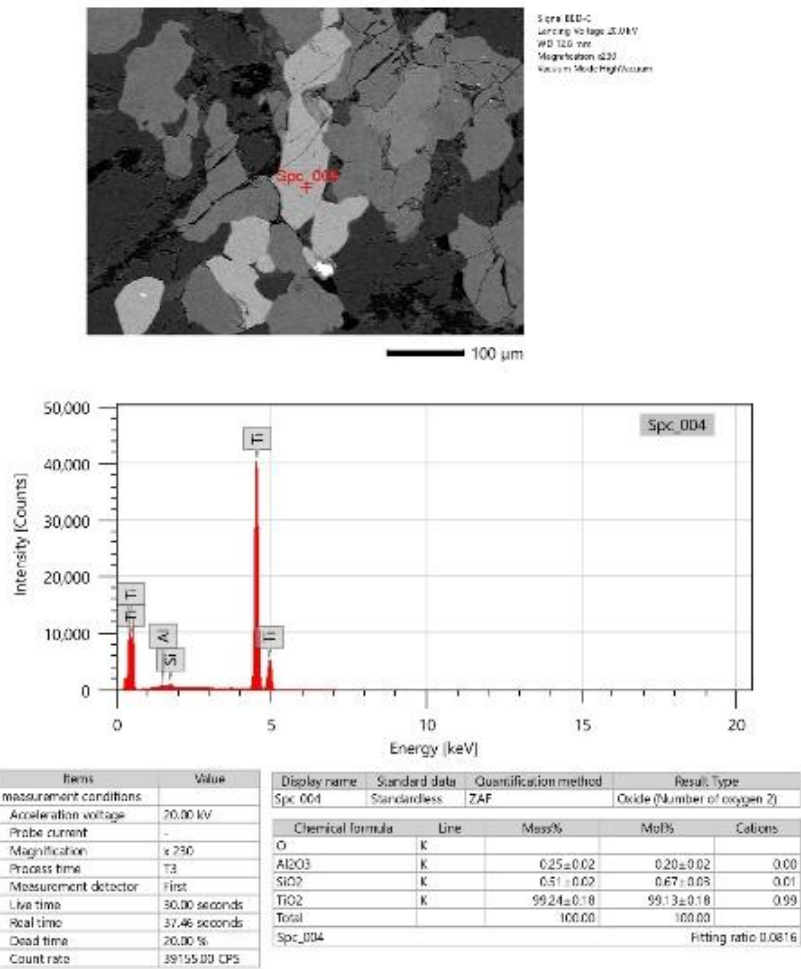 Signal BED-C
Landing Voltage 20.0 kV
WD 12.8 mm
Magnification x230
Vacuum Mode HighVacuum
Spc_004
100 µm
50,000
40,000
30,000
20,000
10,000
0
Intensity [Counts]
Spc_004
Ti
Ti
Ti
Al
Si
Ti
0 5 10 15 20
Energy [keV]
Items Value
measurement conditions
Acceleration voltage 20.00 kV
Probe current -
Magnification x 230
Process time T3
Measurement detector First
Live time 30.00 seconds
Real time 37.46 seconds
Dead time 20.00 %
Count rate 39155.00 CPS
Display name Standard data Quantification method Result Type
Spc_004 Standardless ZAF Oxide (Number of oxygen 2)
Chemical formula Line Mass% Mol% Cations
O K
Al2O3 K 0.25±0.02 0.20±0.02 0.00
SiO2 K 0.51±0.02 0.67±0.03 0.01
TiO2 K 99.24±0.18 99.13±0.18 0.99
Total 100.00 100.00
Spc_004 Fitting ratio 0.0816